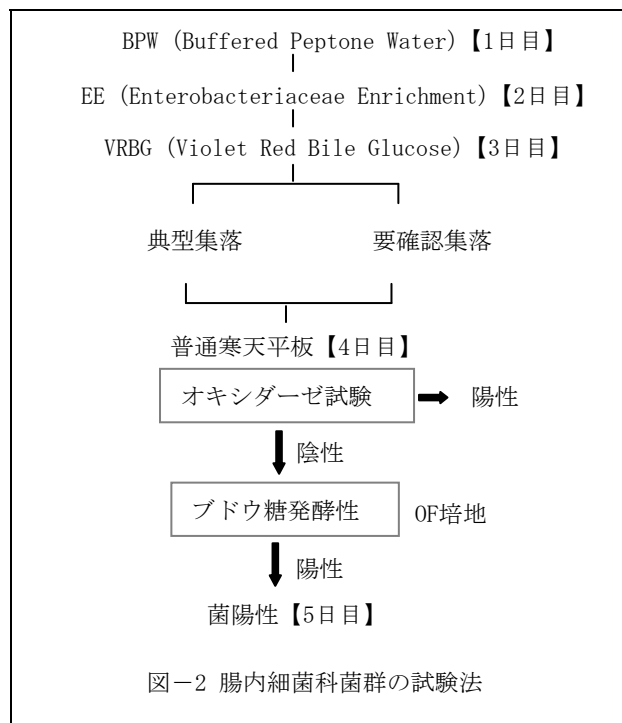 BPW (Buffered Peptone Water)【1日目】
EE (Enterobacteriaceae Enrichment)【2日目】
VRBG (Violet Red Bile Glucose)【3日目】
典型集落 要確認集落
普通寒天平板【4日目】
オキシダーゼ試験 陽性
陰性
ブドウ糖発酵性 OF培地
陽性
菌陽性【5日目】
図－2 腸内細菌科菌群の試験法